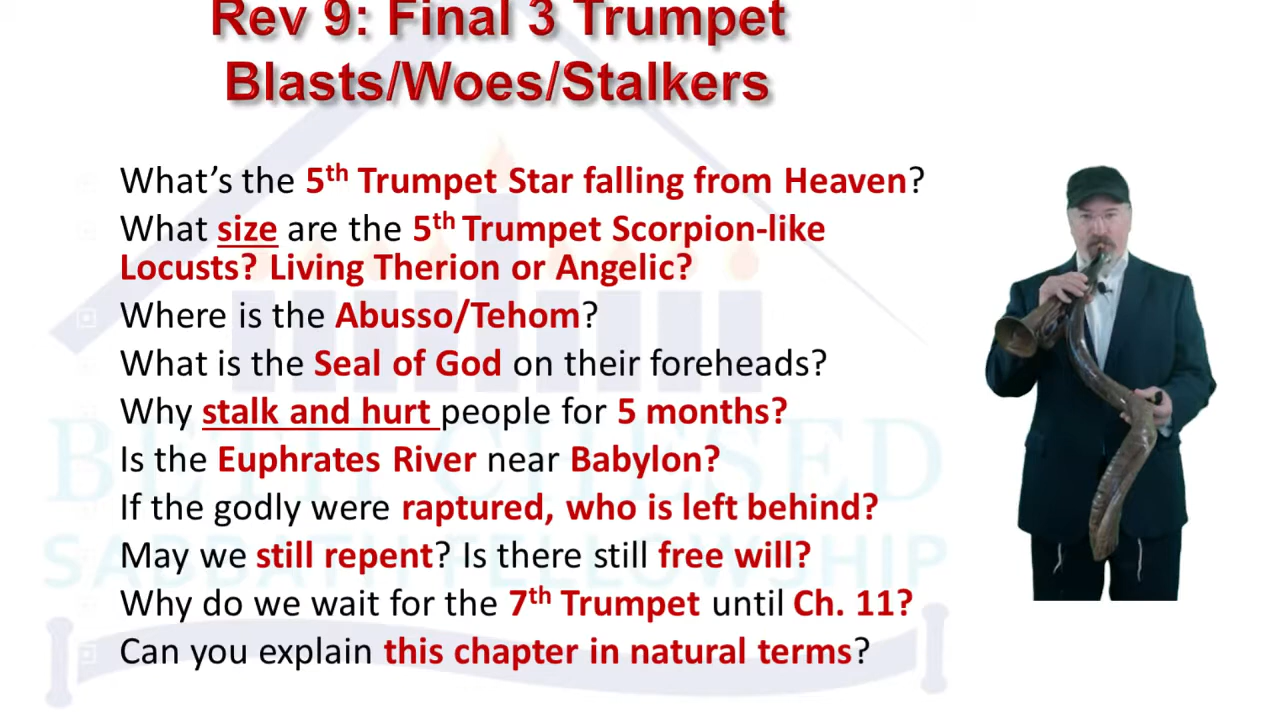 Rev 9: Final 3 Trumpet
Blasts/Woes/Stalkers
What's the 5th Trumpet Star falling from Heaven?
What size are the 5th Trumpet Scorpion-like
Locusts? Living Therion or Angelic?
Where is the Abusso/Tehom?
What is the Seal of God on their foreheads?
Why stalk and hurt people for 5 months?
Is the Euphrates River near Babylon?
If the godly were raptured, who is left behind?
May we still repent? Is there still free will?
Why do we wait for the 7th Trumpet until Ch. 11?
Can you explain this chapter in natural terms?
BETH CHESED
SABBATH FELLOWSHIP